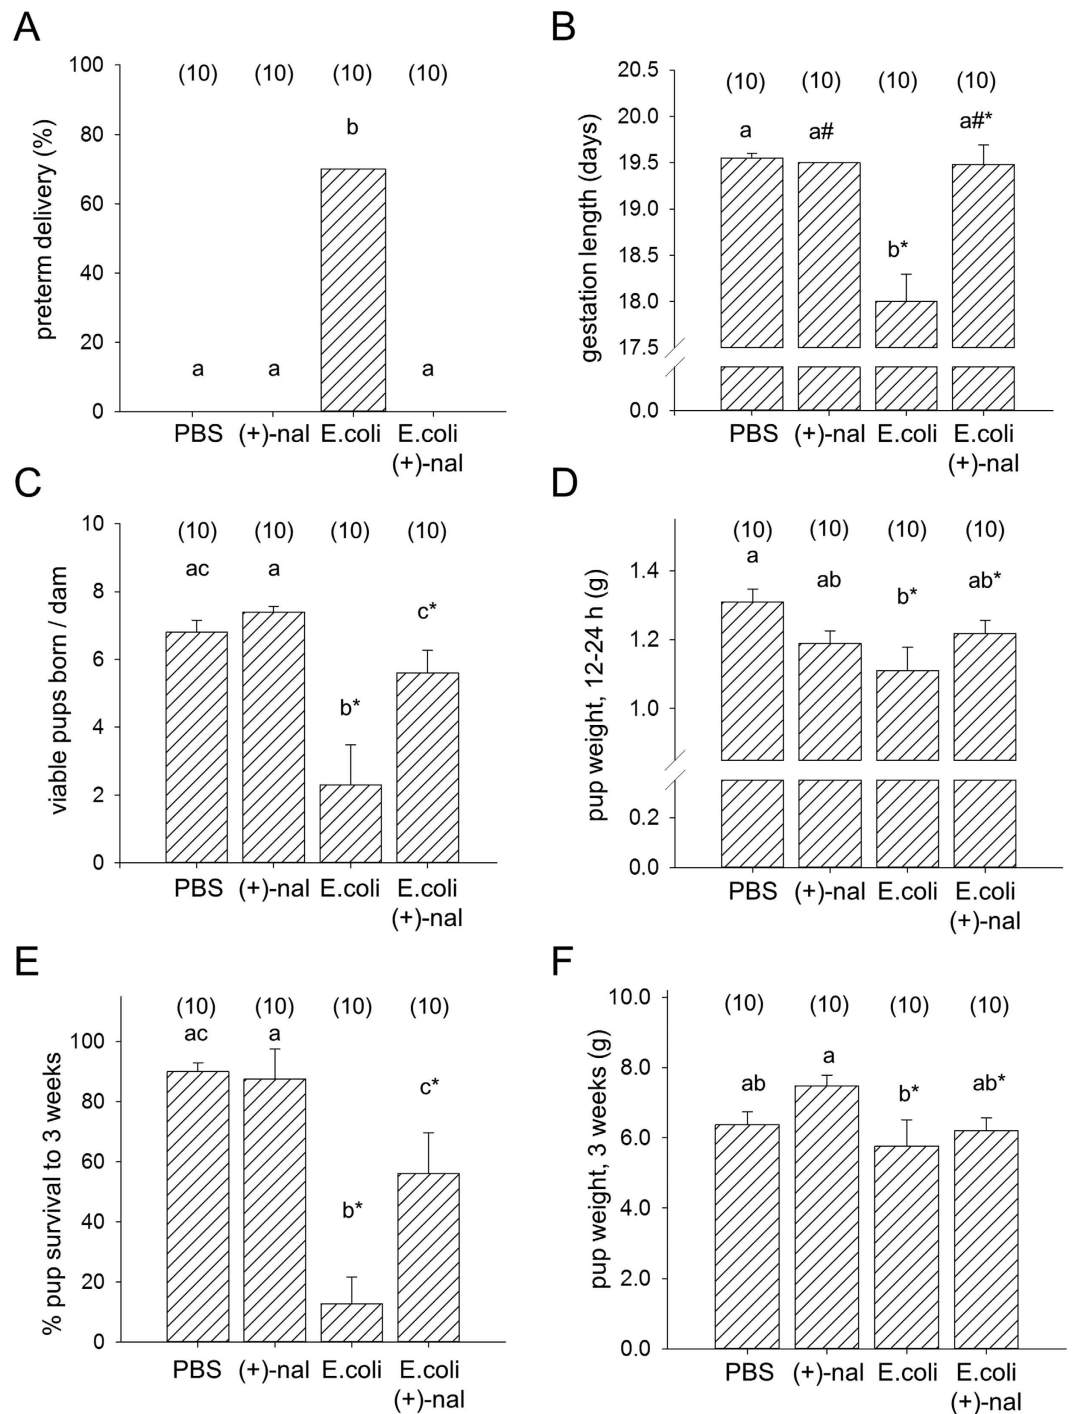 A
preterm delivery (%)
100
80
60
40
20
0
(10) (10) (10) (10)
a a b a
PBS (+)-nal E.coli E.coli
(+)-nal
B
gestation length (days)
20.5
20.0
19.5
19.0
18.5
18.0
17.5
0.0
(10) (10) (10) (10)
a a# b* a#*
PBS (+)-nal E.coli E.coli
(+)-nal
C
viable pups born / dam
10
8
6
4
2
0
(10) (10) (10) (10)
ac a b* c*
PBS (+)-nal E.coli E.coli
(+)-nal
D
pup weight, 12-24 h (g)
1.4
1.2
1.0
0.2
0.0
(10) (10) (10) (10)
a ab b* ab*
PBS (+)-nal E.coli E.coli
(+)-nal
E
% pup survival to 3 weeks
100
80
60
40
20
0
(10) (10) (10) (10)
ac a b* c*
PBS (+)-nal E.coli E.coli
(+)-nal
F
pup weight, 3 weeks (g)
10.0
8.0
6.0
4.0
2.0
0.0
(10) (10) (10) (10)
ab a b* ab*
PBS (+)-nal E.coli E.coli
(+)-nal